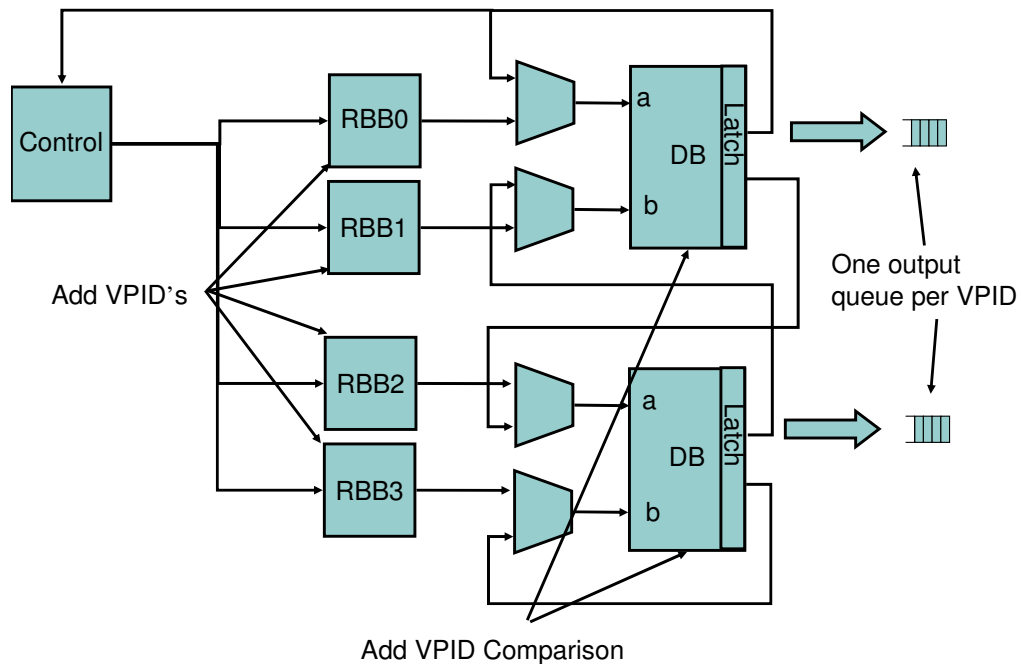 Control
RBB0
RBB1
RBB2
RBB3
a
DB
b
Latch
a
DB
b
Latch
Add VPID’s
One output
queue per VPID
Add VPID Comparison